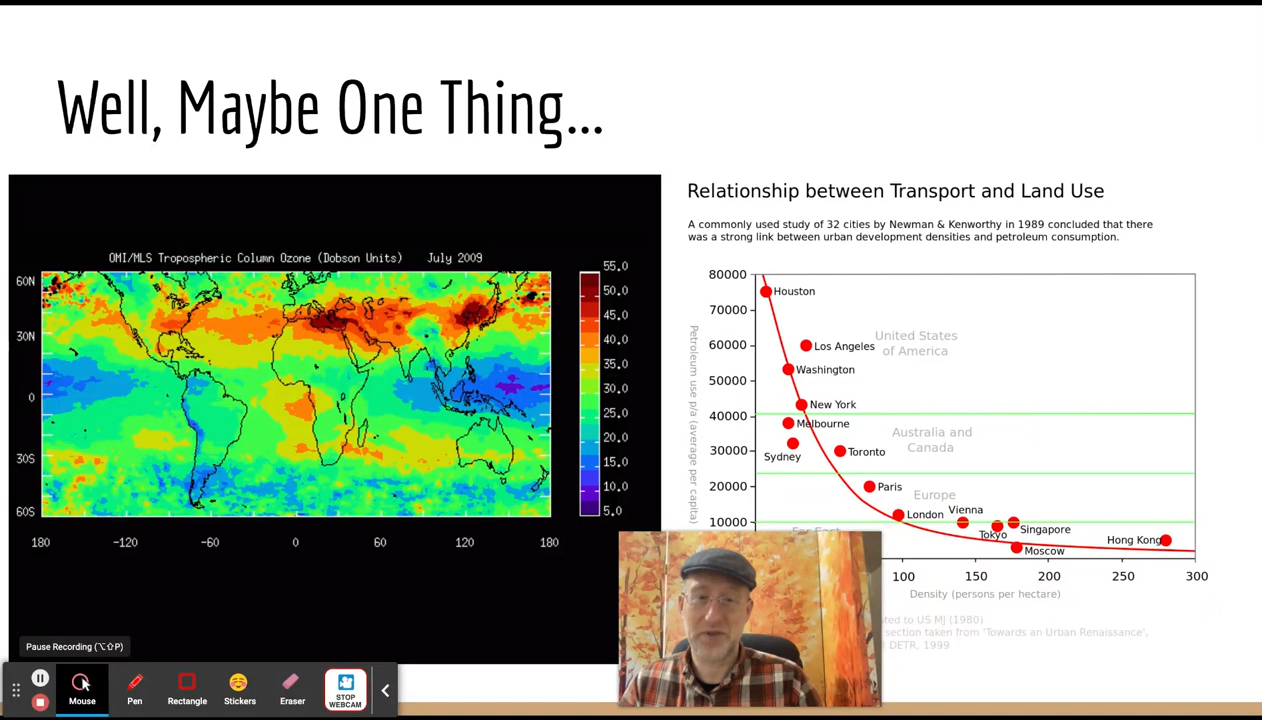 Well, Maybe One Thing...
OMI/MLS Tropospheric Column Ozone (Dobson Units) July 2009
60N
30N
0
30S
60S
180
-120
-60
0
60
120
180
55.0
50.0
45.0
40.0
35.0
30.0
25.0
20.0
15.0
10.0
5.0
Relationship between Transport and Land Use
A commonly used study of 32 cities by Newman & Kenworthy in 1989 concluded that there
was a strong link between urban development densities and petroleum consumption.
Petroleum use p/a (average per capita)
80000
70000
60000
50000
40000
30000
20000
10000
Houston
Los Angeles
United States
of America
Washington
New York
Melbourne
Sydney
Australia and
Canada
Toronto
Paris
Europe
London
Vienna
Tokyo
Singapore
Moscow
Hong Kong
Far East
100
150
200
250
300
Density (persons per hectare)
to US MJ (1980)
section taken from 'Towards an Urban Renaissance',
DETR, 1999
Pause Recording (⌥⇧P)
Mouse
Pen
Rectangle
Stickers
Eraser
STOP
WEBCAM